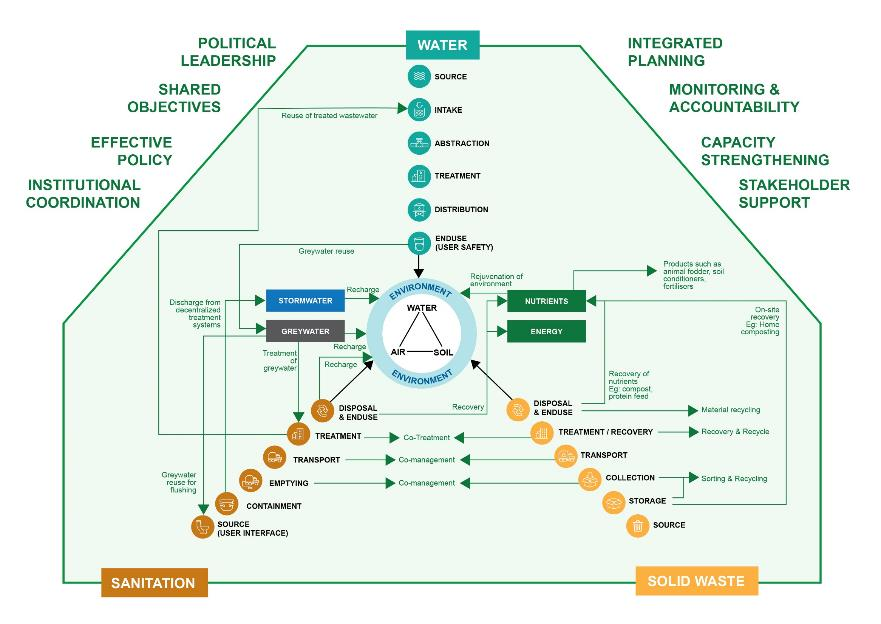 WATER
POLITICAL
LEADERSHIP
SHARED
OBJECTIVES
EFFECTIVE
POLICY
INSTITUTIONAL
COORDINATION
INTEGRATED
PLANNING
MONITORING &
ACCOUNTABILITY
CAPACITY
STRENGTHENING
STAKEHOLDER
SUPPORT
SOURCE
INTAKE
ABSTRACTION
TREATMENT
DISTRIBUTION
ENDUSE
(USER SAFETY)
Reuse of treated wastewater
Greywater reuse
Discharge from
decentralized
treatment
systems
STORMWATER
Recharge
GREYWATER
Recharge
Recharge
Treatment
of
greywater
ENVIRONMENT
WATER
AIR
SOIL
ENVIRONMENT
Rejuvenation of
environment
NUTRIENTS
ENERGY
Products such as
animal fodder, soil
conditioners,
fertilisers
On-site
recovery
Eg: Home
composting
Recovery of
nutrients
Eg: compost,
protein feed
Recovery
DISPOSAL
& ENDUSE
TREATMENT
TRANSPORT
EMPTYING
CONTAINMENT
SOURCE
(USER INTERFACE)
Greywater
reuse for
flushing
Co-Treatment
Co-management
Co-management
DISPOSAL
& ENDUSE
TREATMENT / RECOVERY
TRANSPORT
COLLECTION
STORAGE
SOURCE
Material recycling
Recovery & Recycle
Sorting & Recycling
SANITATION
SOLID WASTE